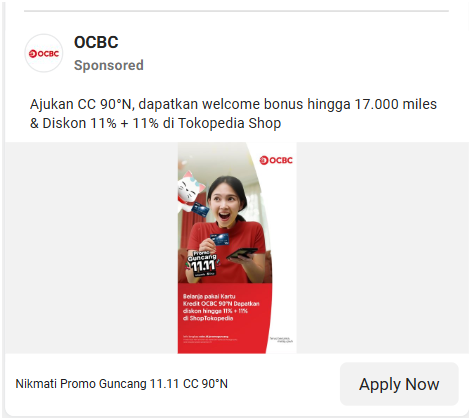 OCBC
OCBC
Sponsored
Ajukan CC 90°N, dapatkan welcome bonus hingga 17.000 miles
& Diskon 11% + 11% di Tokopedia Shop
OCBC
Promo
Guncang
11.11
Belanja pakai Kartu
Kredit OCBC 90°N Dapatkan
diskon hingga 11% + 11%
di ShopTokopedia
Nikmati Promo Guncang 11.11 CC 90°N
Apply Now